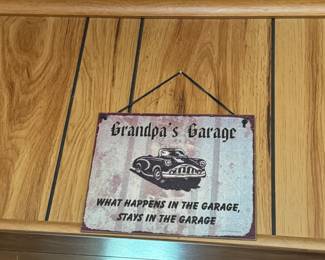 Grandpa's Garage
WHAT HAPPENS IN THE GARAGE,
STAYS IN THE GARAGE